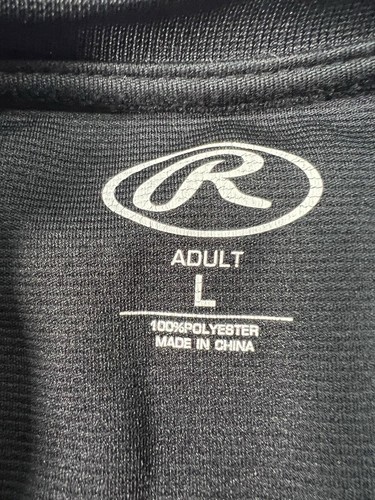 R
ADULT
L
100%POLYESTER
MADE IN CHINA